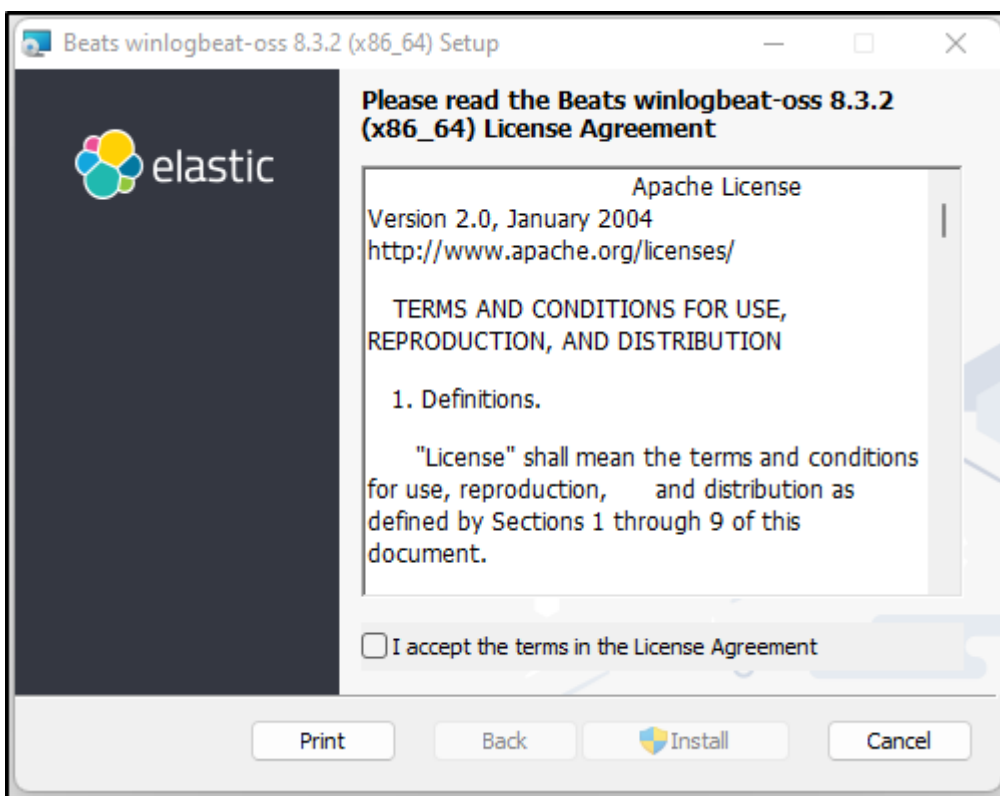 Beats winlogbeat-oss 8.3.2 (x86_64) Setup
elastic
Please read the Beats winlogbeat-oss 8.3.2
(x86_64) License Agreement
Apache License
Version 2.0, January 2004
http://www.apache.org/licenses/
TERMS AND CONDITIONS FOR USE,
REPRODUCTION, AND DISTRIBUTION
1. Definitions.
"License" shall mean the terms and conditions
for use, reproduction, and distribution as
defined by Sections 1 through 9 of this
document.
I accept the terms in the License Agreement
Print Back Install Cancel